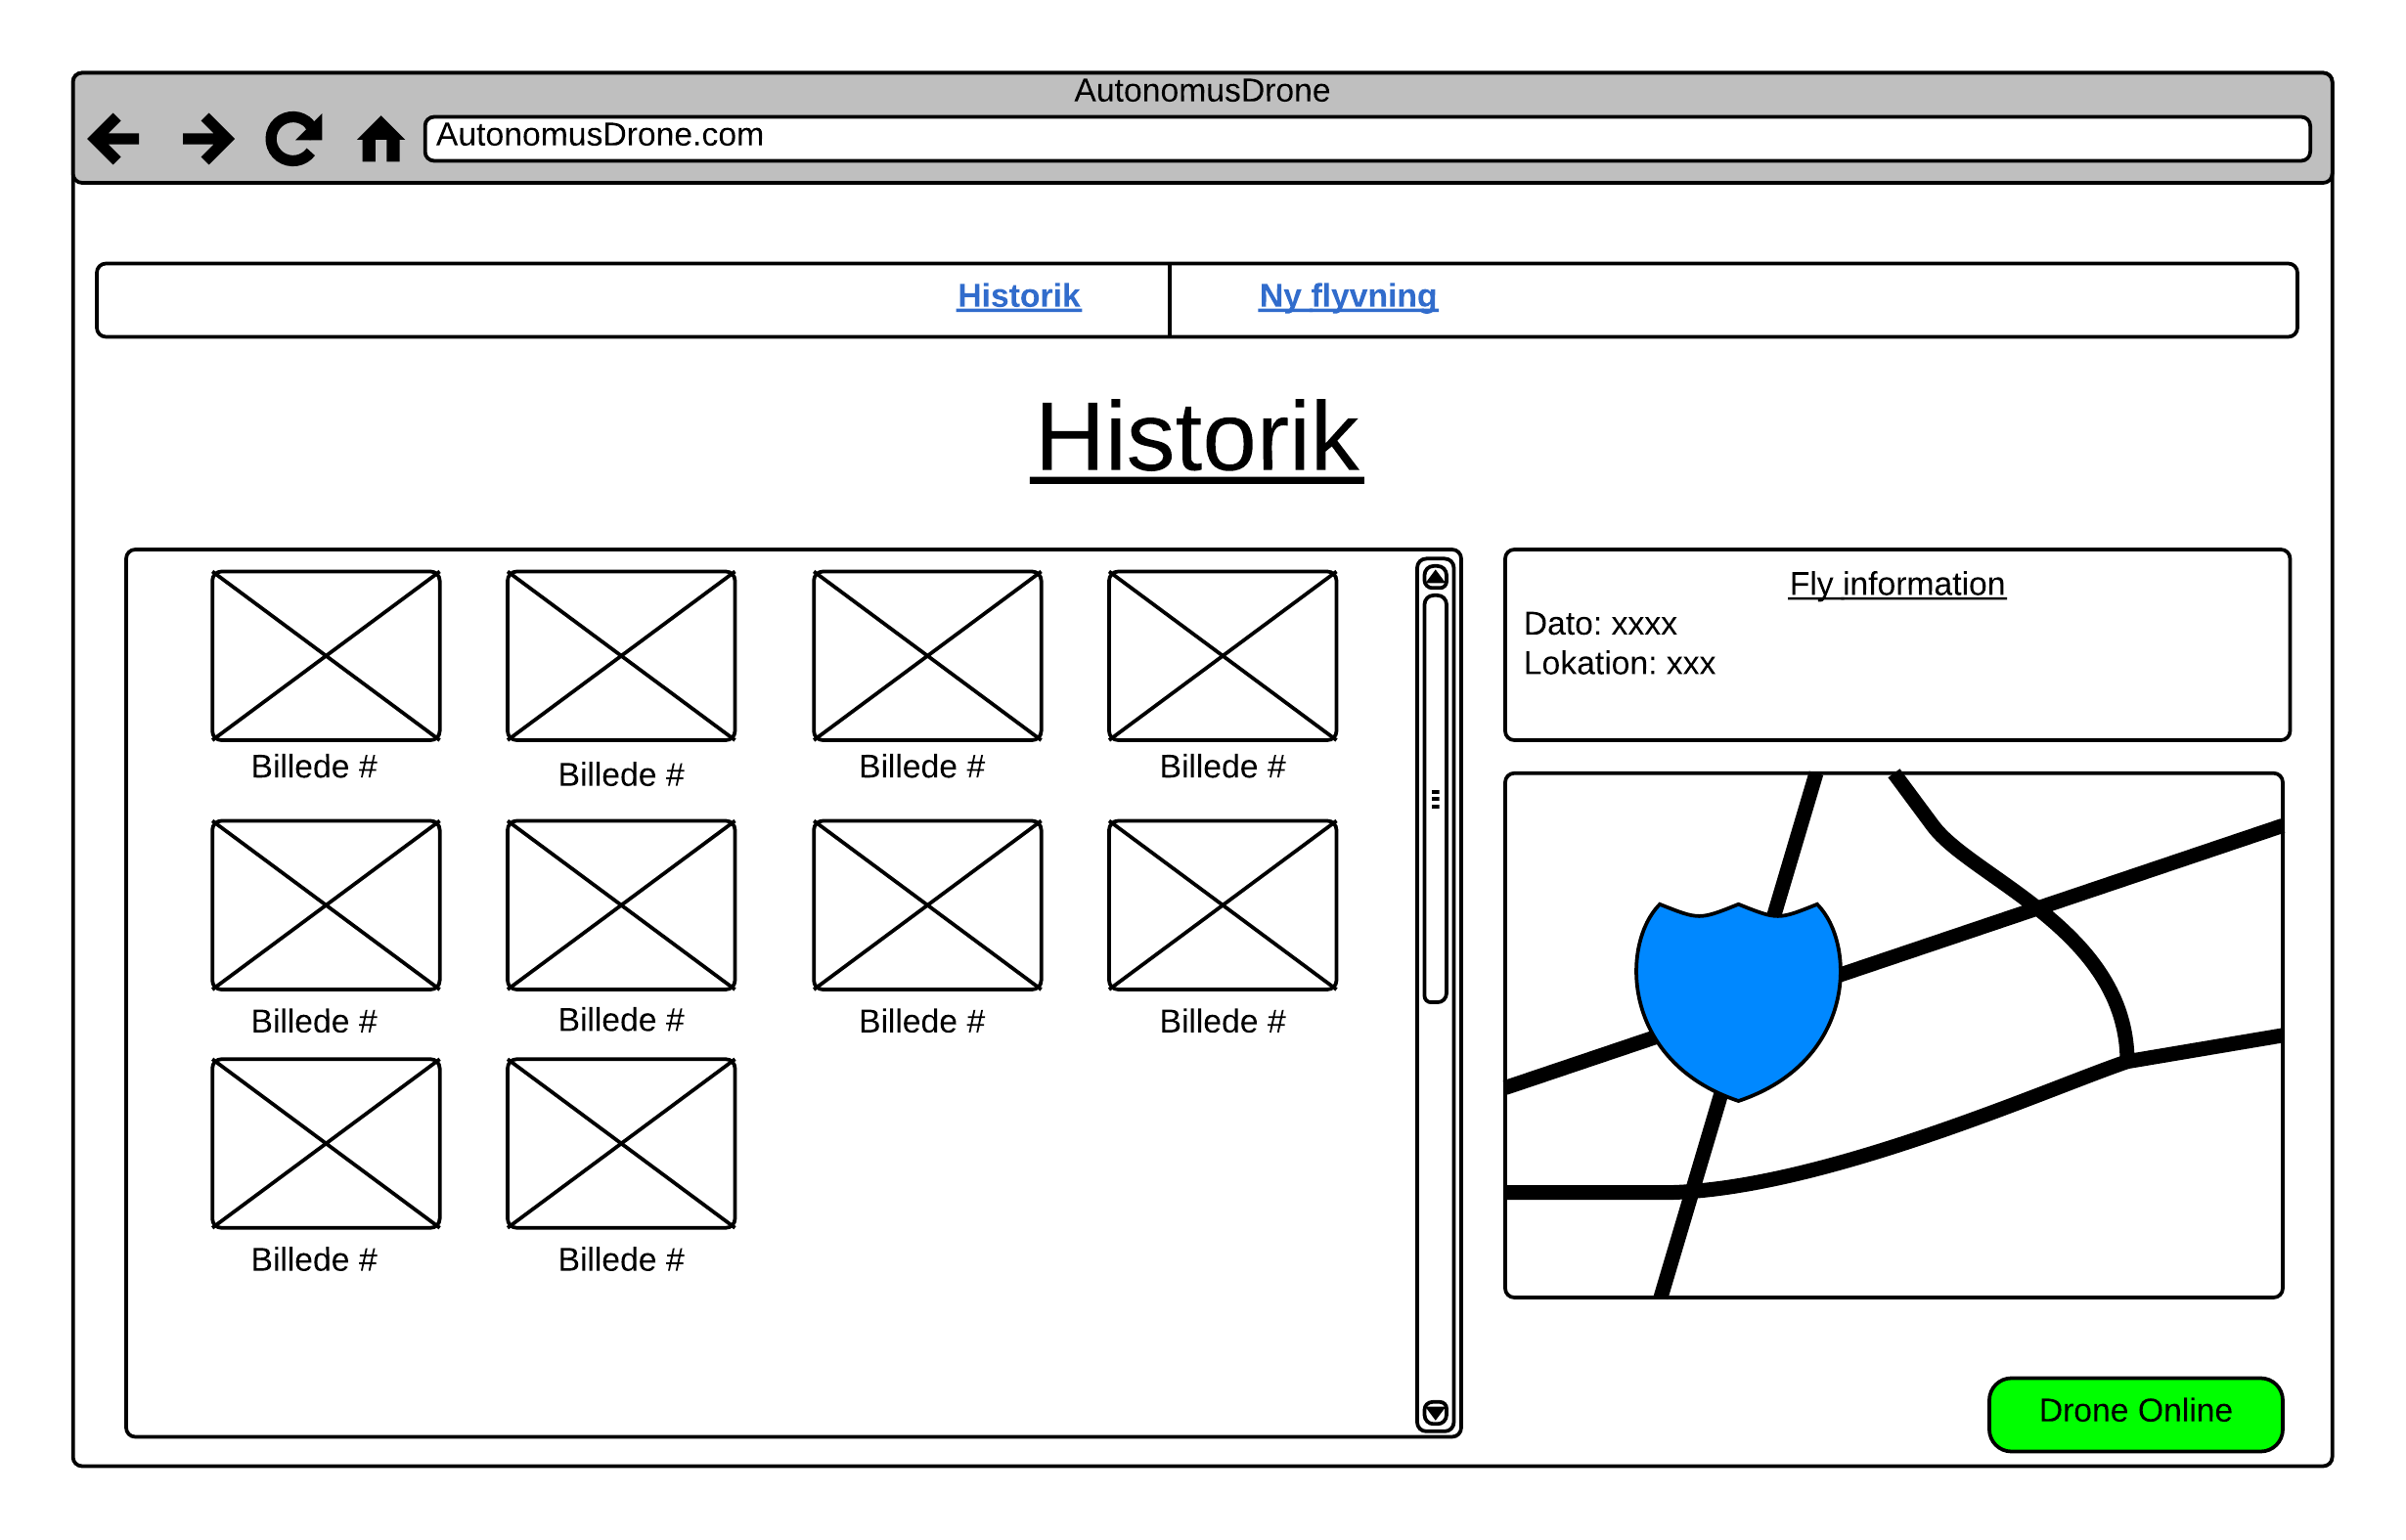 AutonomusDrone
AutonomusDrone.com
Historik
Ny flyvning
Historik
Billede #
Billede #
Billede #
Billede #
Billede #
Billede #
Billede #
Billede #
Billede #
Billede #
Fly information
Dato: xxxx
Lokation: xxx
Drone Online